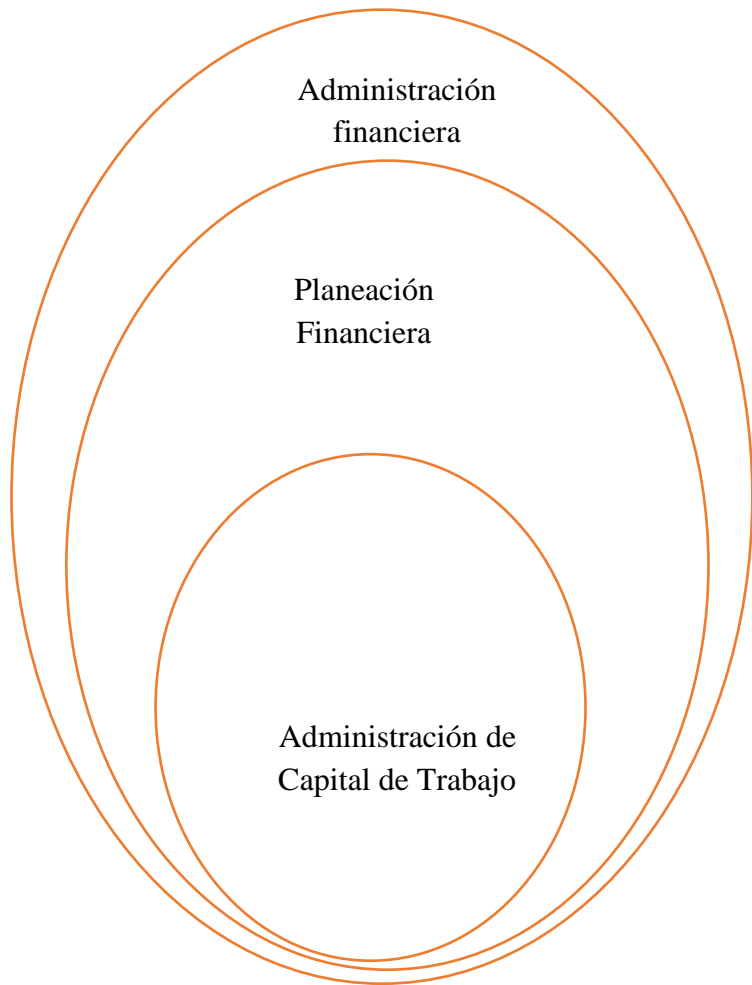 Administración
financiera
Planeación
Financiera
Administración de
Capital de Trabajo